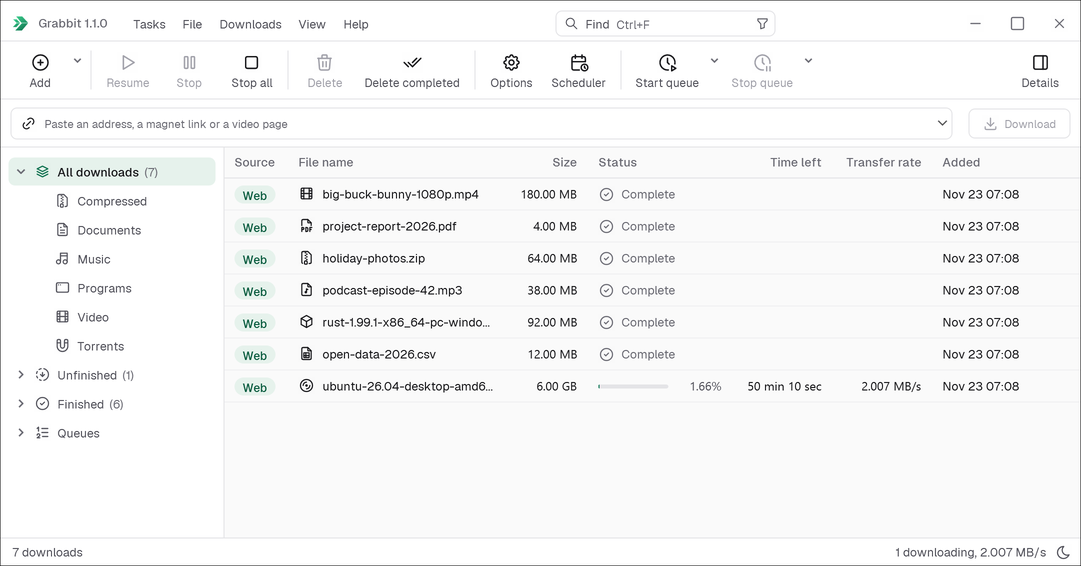 Grabbit 1.1.0 Tasks File Downloads View Help Find Ctrl+F
Add Resume Stop Stop all Delete Delete completed Options Scheduler Start queue Stop queue Details
Paste an address, a magnet link or a video page Download
All downloads (7)
Compressed
Documents
Music
Programs
Video
Torrents
Unfinished (1)
Finished (6)
Queues
Source File name Size Status Time left Transfer rate Added
Web big-buck-bunny-1080p.mp4 180.00 MB Complete Nov 23 07:08
Web project-report-2026.pdf 4.00 MB Complete Nov 23 07:08
Web holiday-photos.zip 64.00 MB Complete Nov 23 07:08
Web podcast-episode-42.mp3 38.00 MB Complete Nov 23 07:08
Web rust-1.99.1-x86_64-pc-windo... 92.00 MB Complete Nov 23 07:08
Web open-data-2026.csv 12.00 MB Complete Nov 23 07:08
Web ubuntu-26.04-desktop-amd6... 6.00 GB 1.66% 50 min 10 sec 2.007 MB/s Nov 23 07:08
7 downloads 1 downloading, 2.007 MB/s